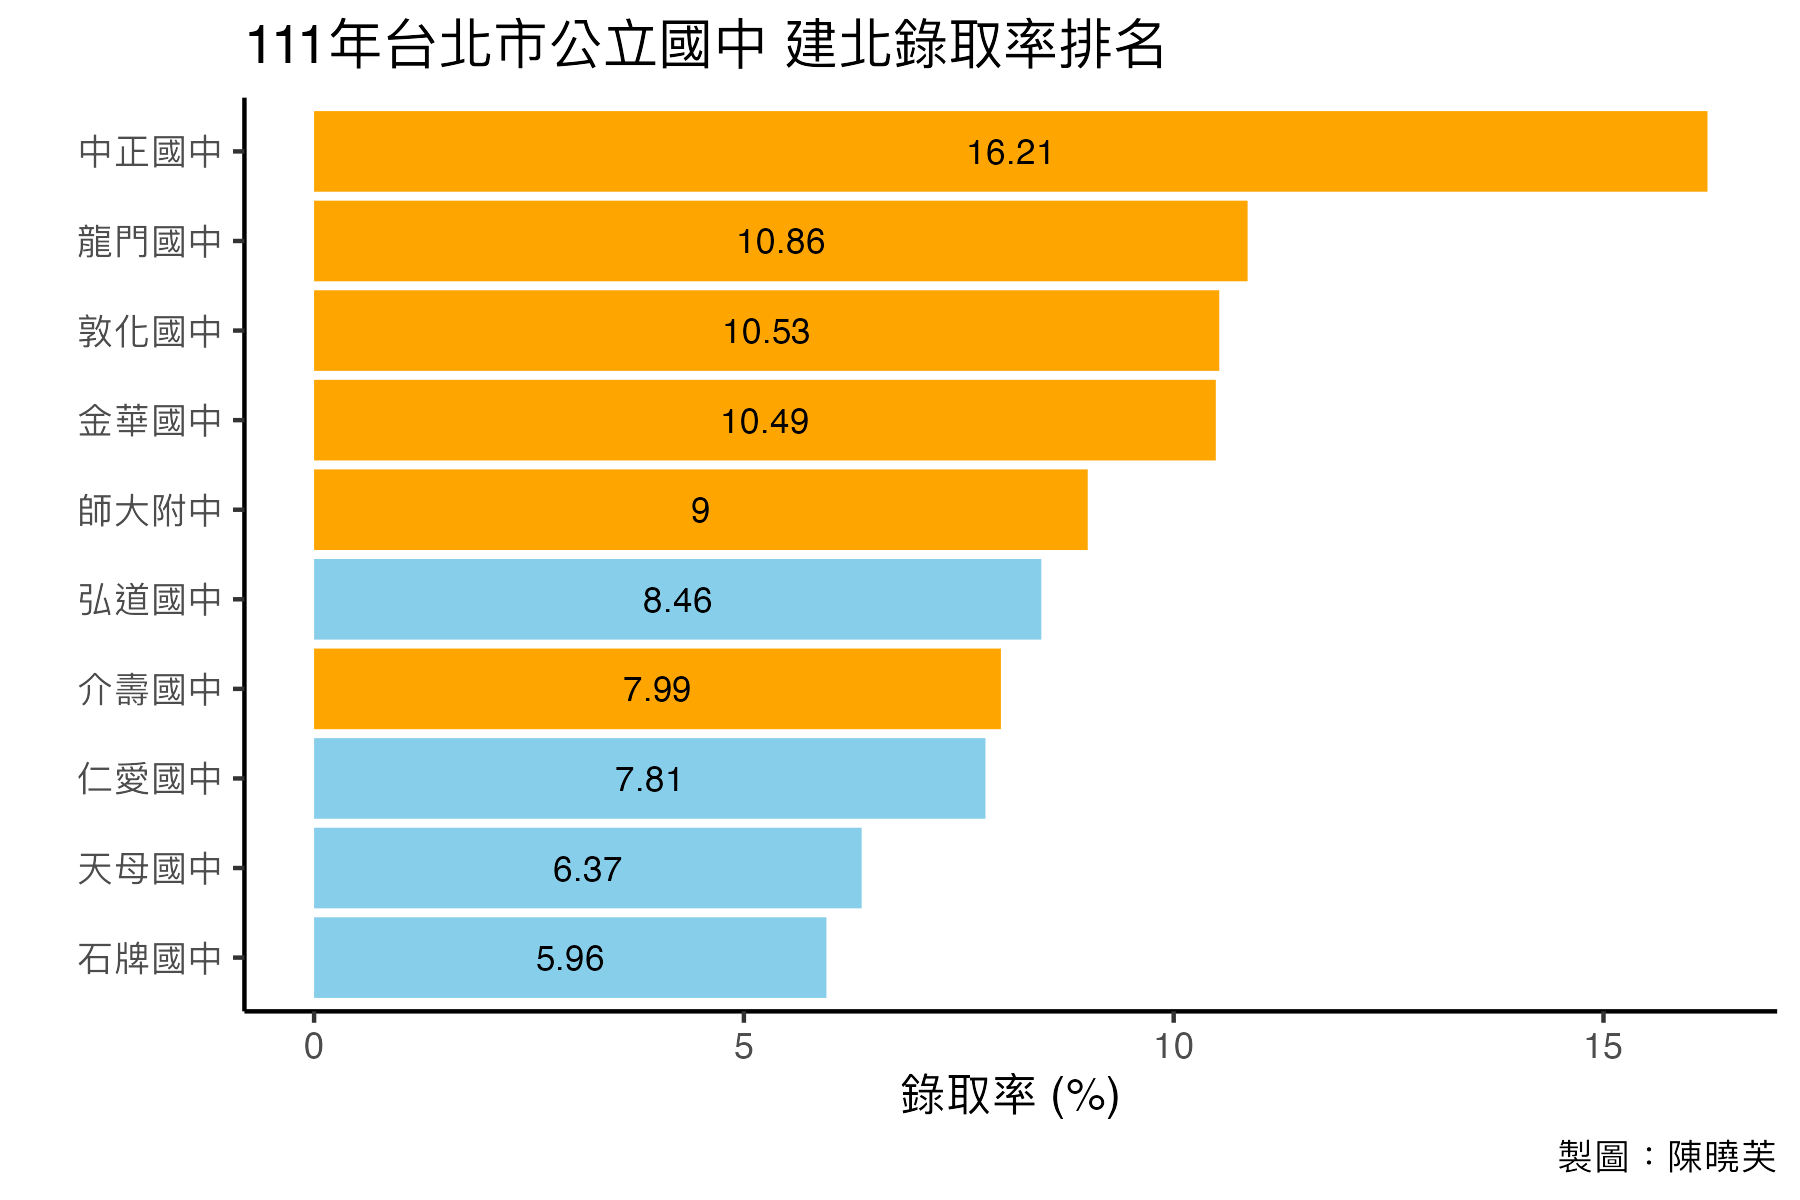 111年台北市公立國中 建北錄取率排名
中正國中 16.21
龍門國中 10.86
敦化國中 10.53
金華國中 10.49
師大附中 9
弘道國中 8.46
介壽國中 7.99
仁愛國中 7.81
天母國中 6.37
石牌國中 5.96
0 5 10 15
錄取率 (%)
製圖：陳曉芙